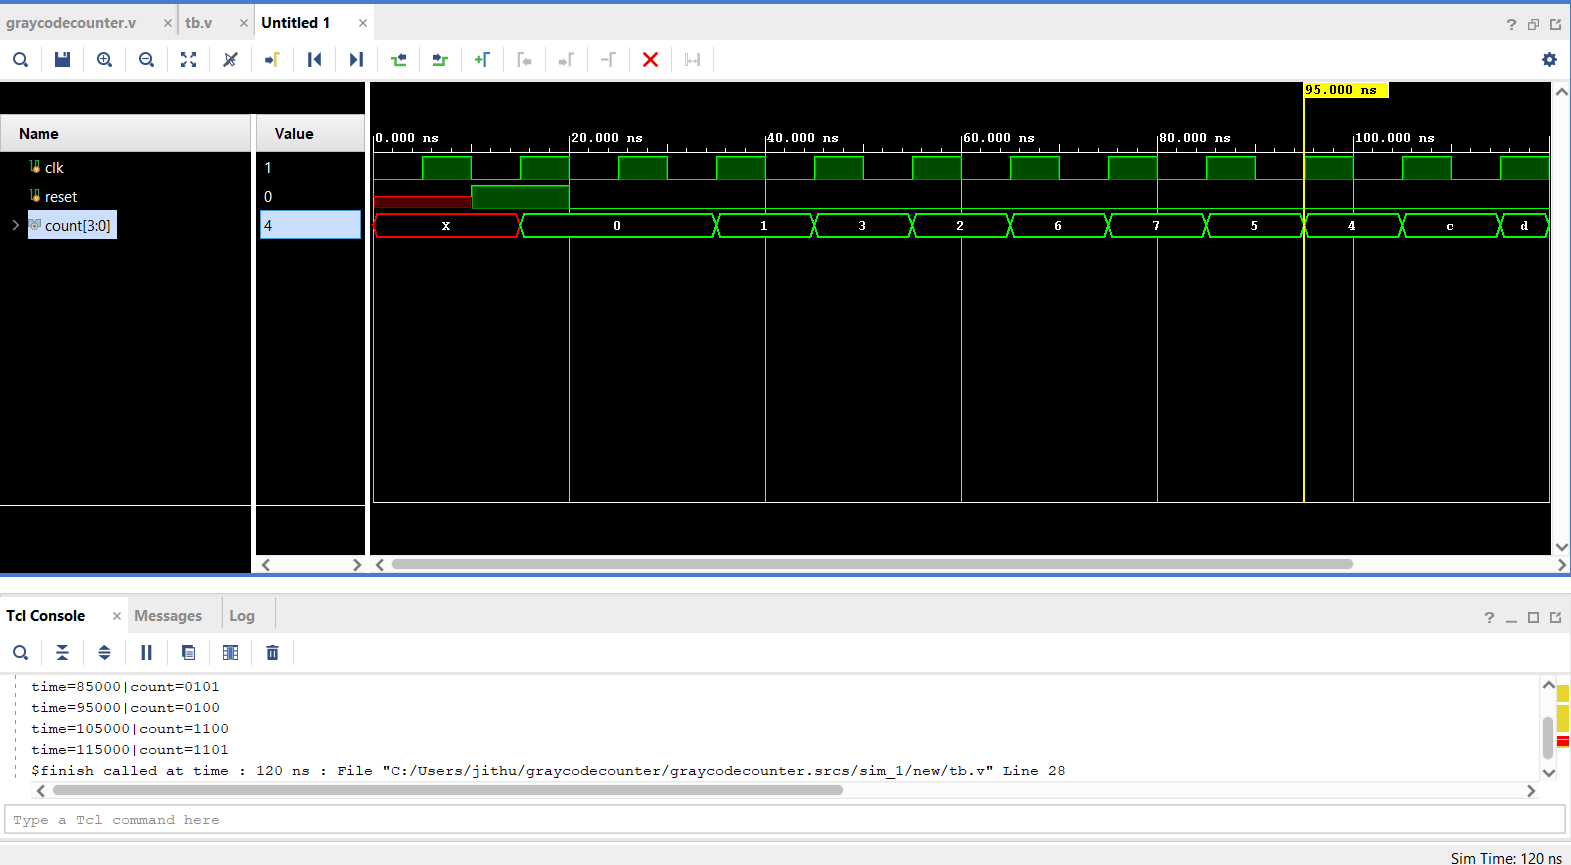 graycodecounter.v × tb.v × Untitled 1 ×
?
Name Value
95.000 ns
0.000 ns 20.000 ns 40.000 ns 60.000 ns 80.000 ns 100.000 ns
clk 1
reset 0
count[3:0] 4 X 0 1 3 2 6 7 5 4 c d
Tcl Console × Messages Log
?
time=85000|count=0101
time=95000|count=0100
time=105000|count=1100
time=115000|count=1101
$finish called at time : 120 ns : File "C:/Users/jithu/graycodecounter/graycodecounter.srcs/sim_1/new/tb.v" Line 28
Type a Tcl command here
Sim Time: 120 ns